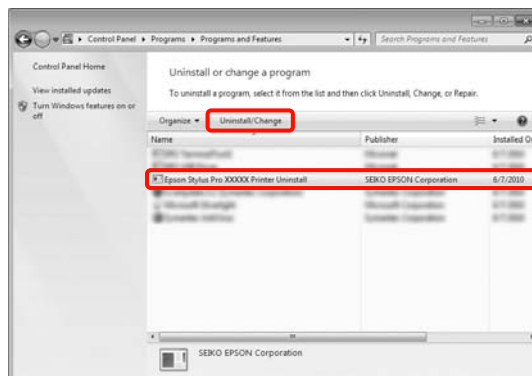 Control Panel ▸ Programs ▸ Programs and Features
Search Programs and Features
Control Panel Home
View installed updates
Turn Windows features on or
off
Uninstall or change a program
To uninstall a program, select it from the list and then click Uninstall, Change, or Repair.
Organize
Uninstall/Change
Name Publisher Installed O
Epson Stylus Pro XXXXX Printer Uninstall SEIKO EPSON Corporation 6/7/2010
SEIKO EPSON Corporation